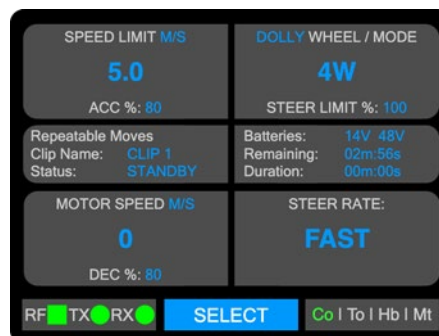 SPEED LIMIT M/S
5.0
ACC %: 80
DOLLY WHEEL / MODE
4W
STEER LIMIT %: 100
Repeatable Moves
Clip Name: CLIP 1
Status: STANDBY
Batteries: 14V 48V
Remaining: 02m:56s
Duration: 00m:00s
MOTOR SPEED M/S
0
DEC %: 80
STEER RATE:
FAST
RF TX RX
SELECT
Co I To I Hb I Mt